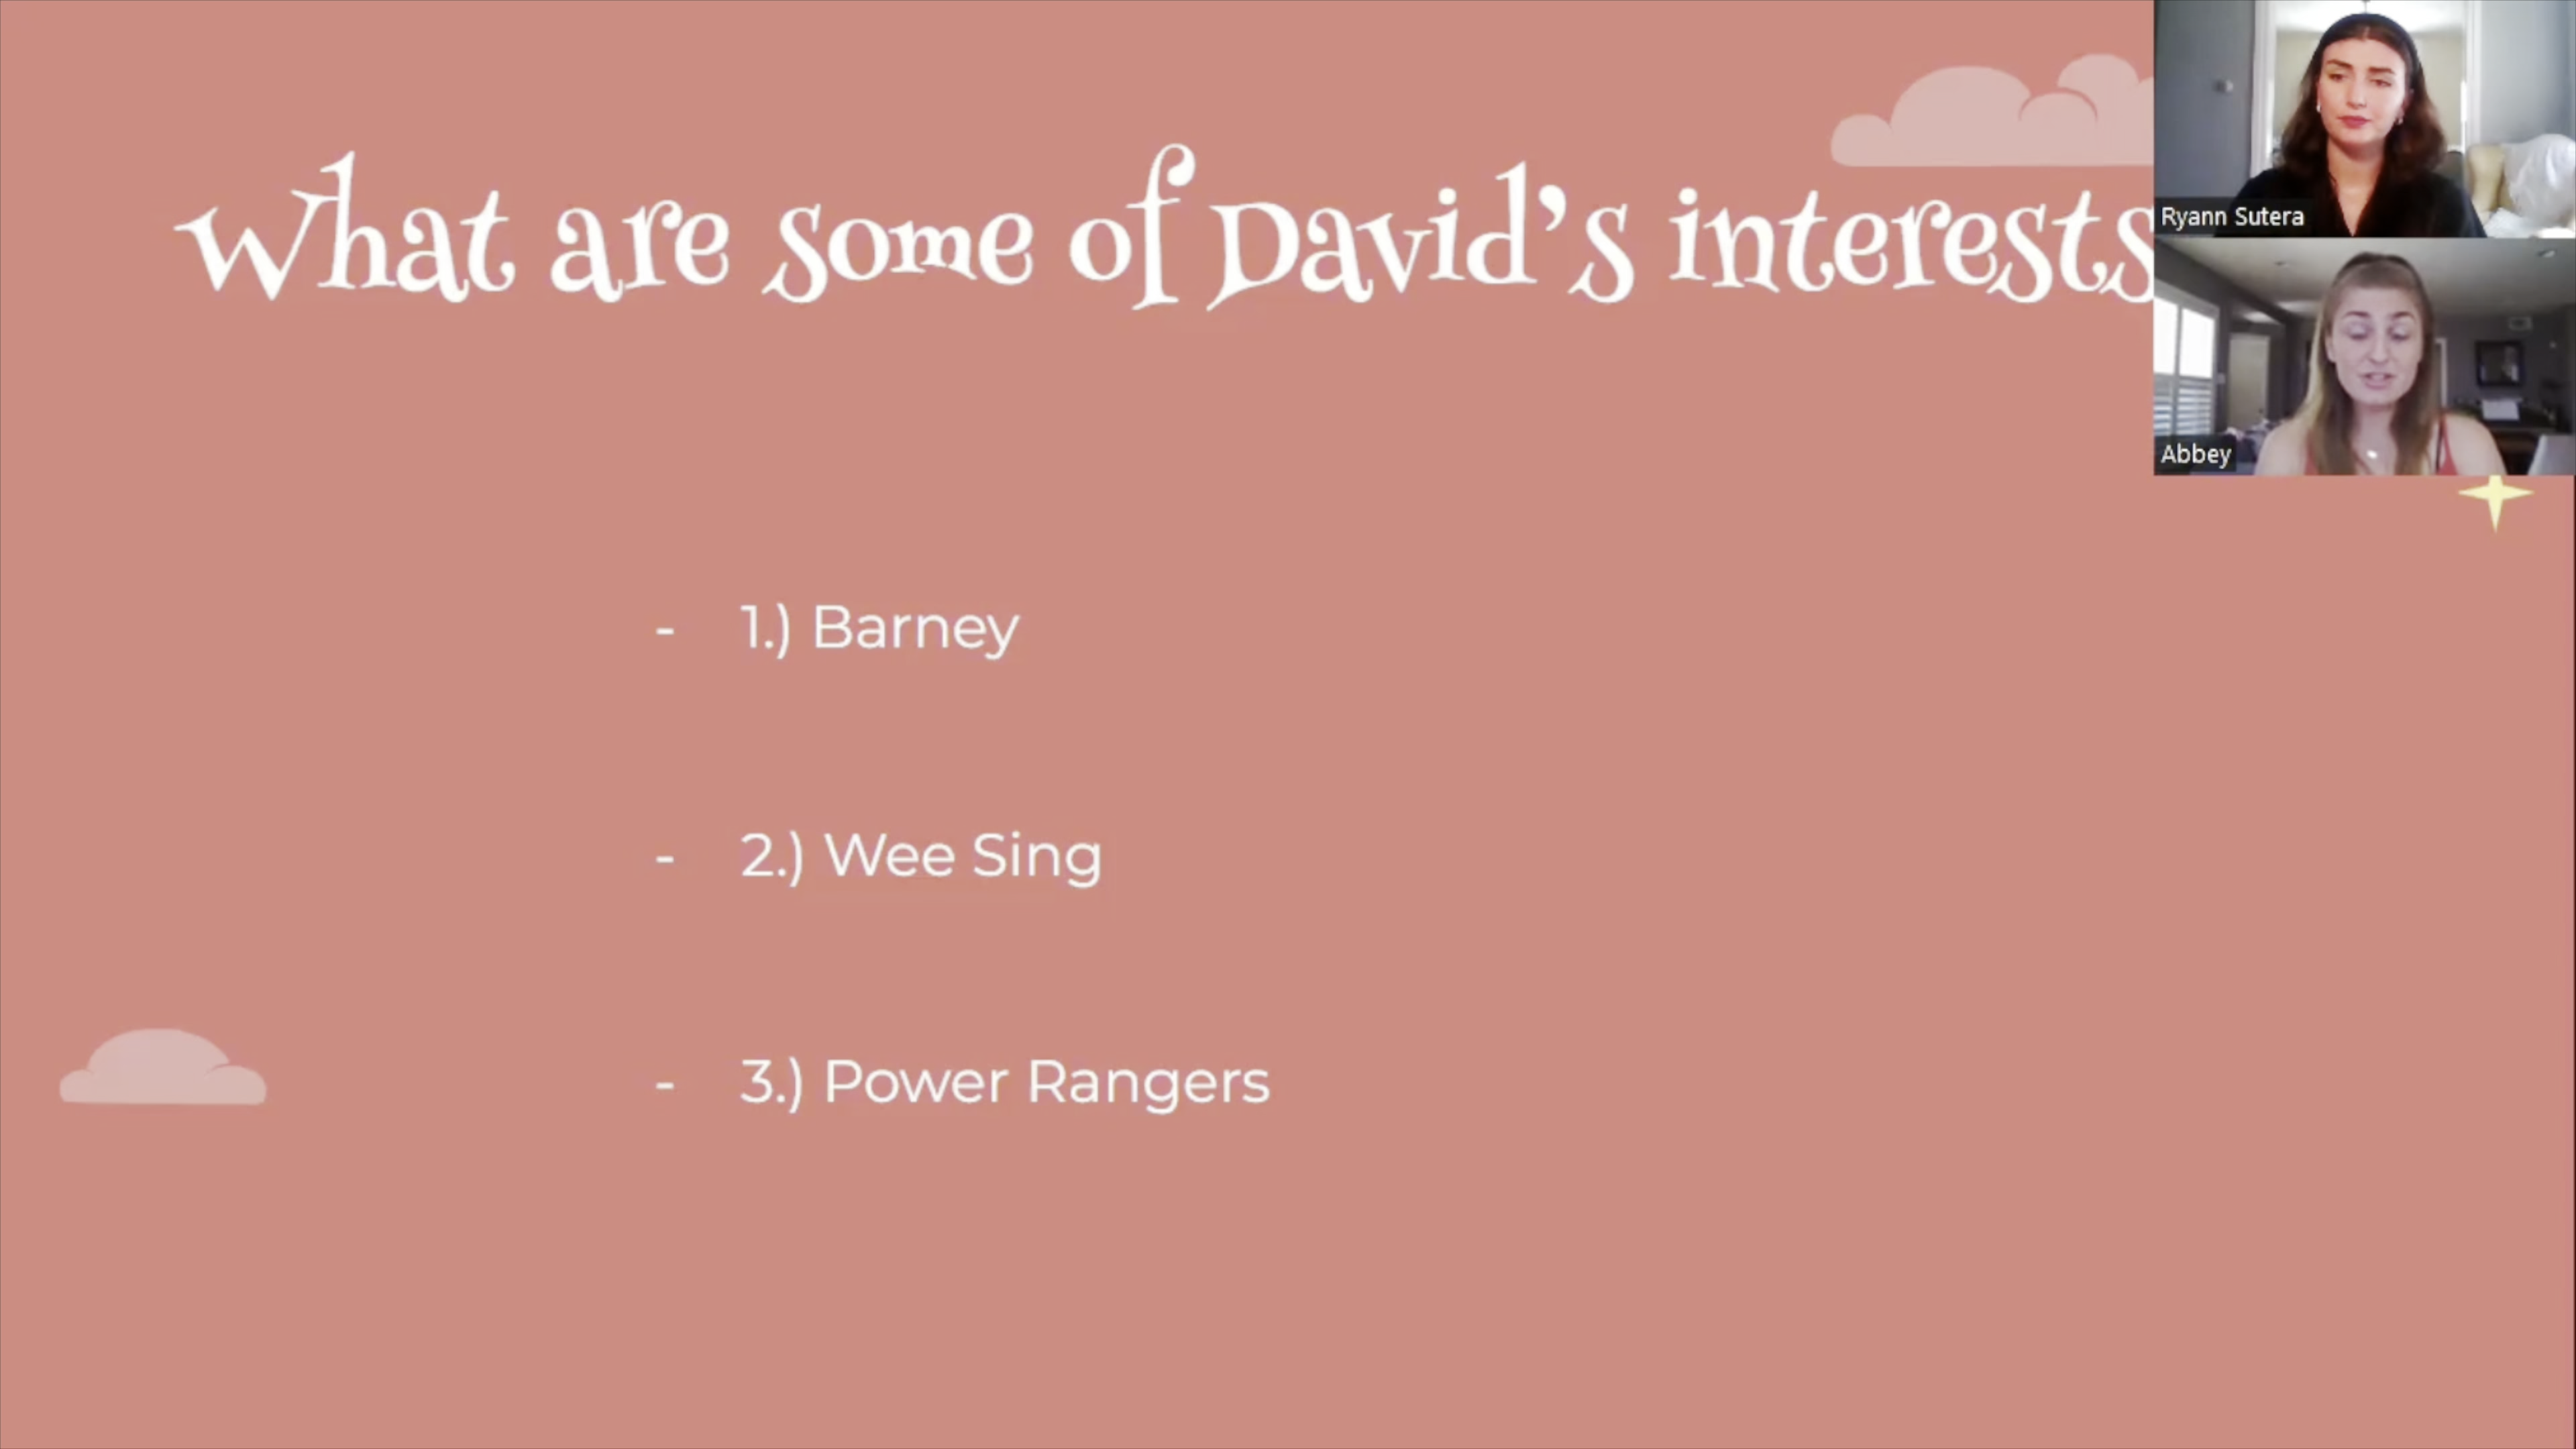 What are some of David’s interests
Ryann Sutera
Abbey
- 1.) Barney
- 2.) Wee Sing
- 3.) Power Rangers